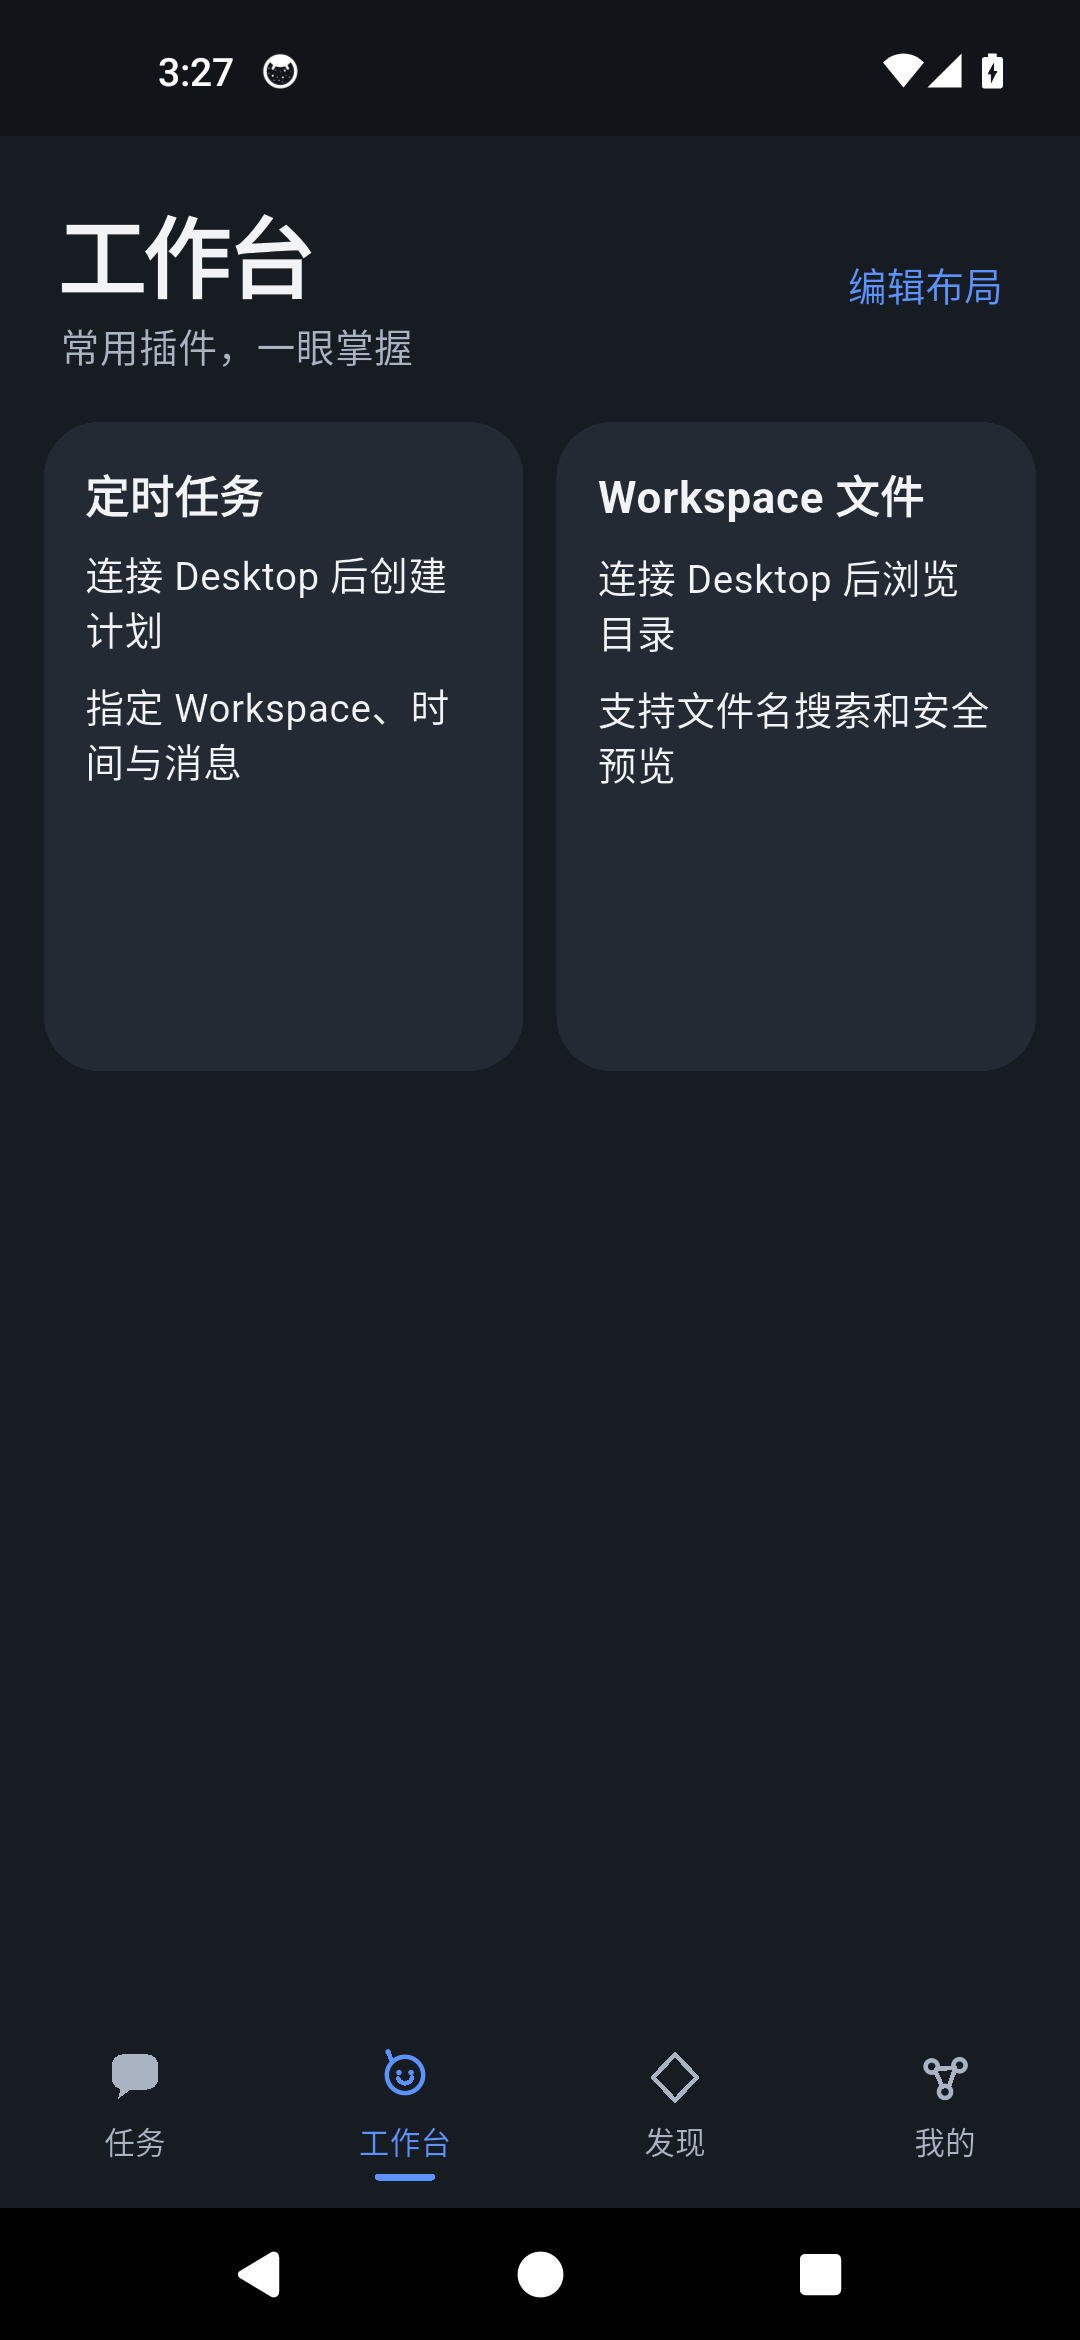 3:27
工作台
编辑布局
常用插件，一眼掌握
定时任务
连接 Desktop 后创建
计划
指定 Workspace、时
间与消息
Workspace 文件
连接 Desktop 后浏览
目录
支持文件名搜索和安全
预览
任务
工作台
发现
我的